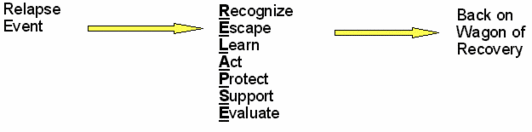 Relapse
Event
Recognize
Escape
Learn
Act
Protect
Support
Evaluate
Back on
Wagon of
Recovery